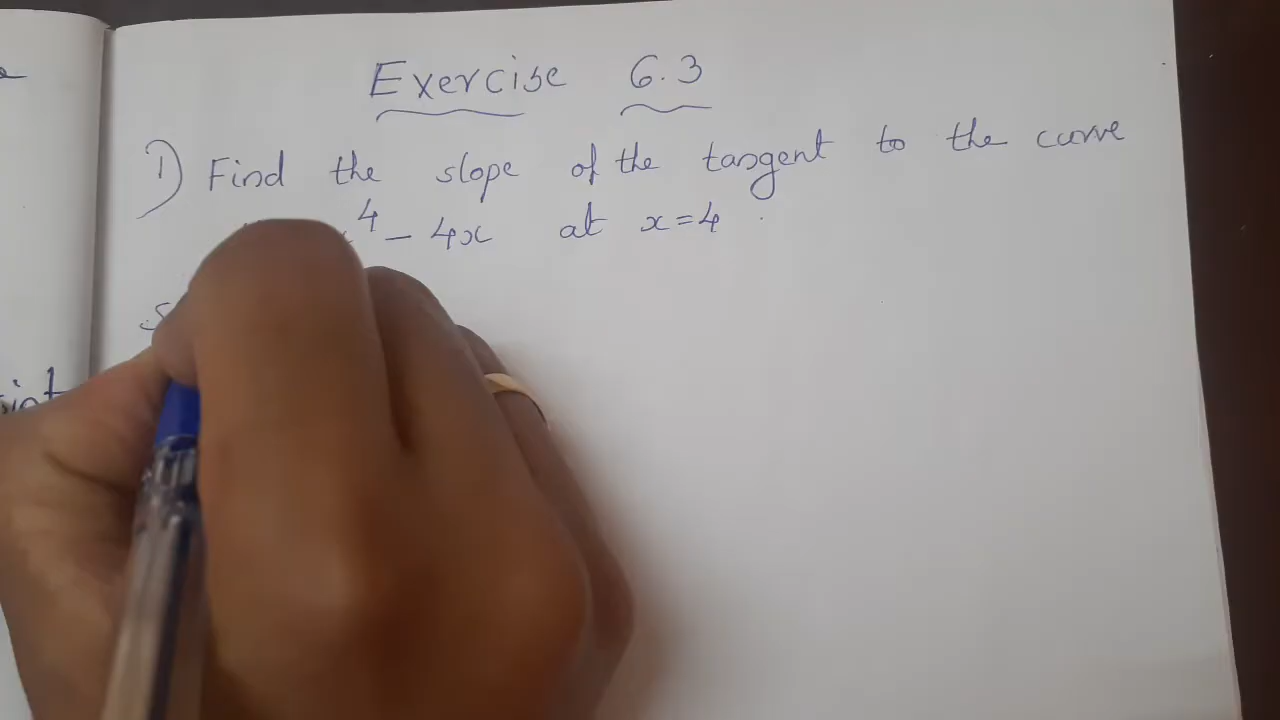 Exercise 6.3
1) Find the slope of the tangent to the curve
4 - 4x at x = 4.